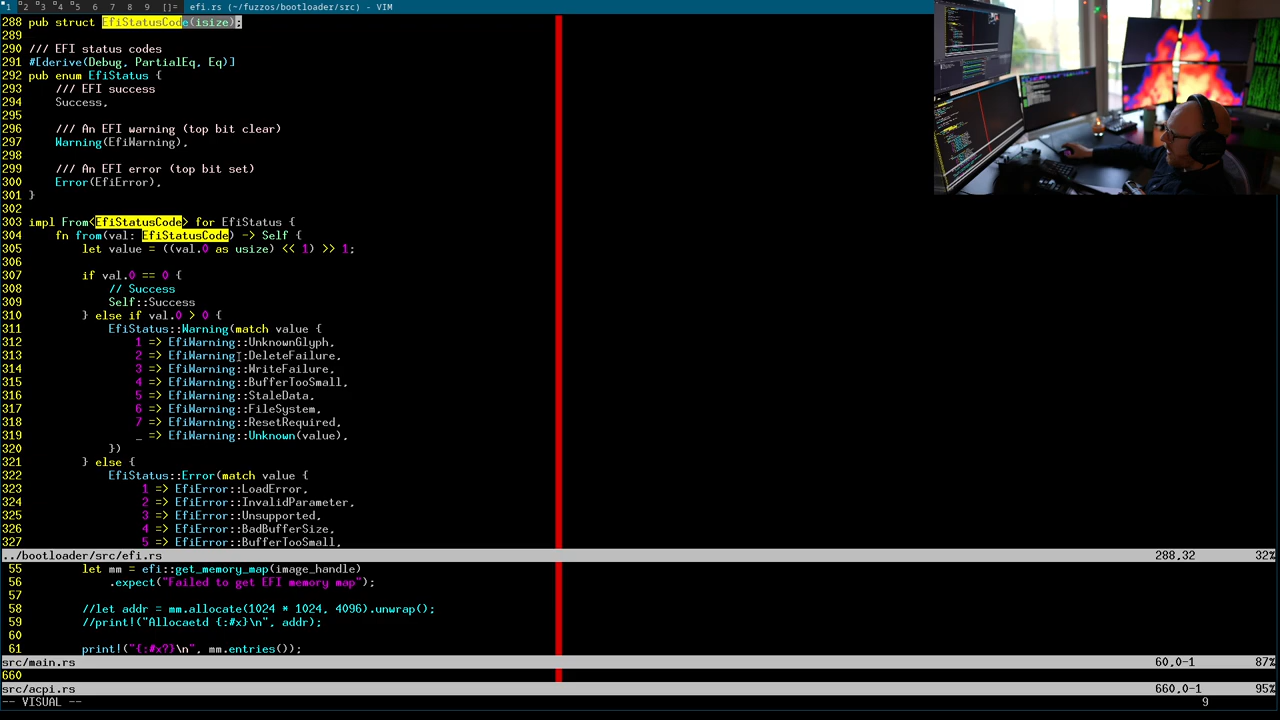 1 2 3 4 5 6 7 8 9 []= efi.rs (~/fuzzos/bootloader/src) - VIM
288 pub struct EfiStatusCode(isize);
289
290 /// EFI status codes
291 #[derive(Debug, PartialEq, Eq)]
292 pub enum EfiStatus {
293     /// EFI success
294     Success,
295
296     /// An EFI warning (top bit clear)
297     Warning(EfiWarning),
298
299     /// An EFI error (top bit set)
300     Error(EfiError),
301 }
302
303 impl From<EfiStatusCode> for EfiStatus {
304     fn from(val: EfiStatusCode) -> Self {
305         let value = ((val.0 as usize) << 1) >> 1;
306
307         if val.0 == 0 {
308             // Success
309             Self::Success
310         } else if val.0 > 0 {
311             EfiStatus::Warning(match value {
312                 1 => EfiWarning::UnknownGlyph,
313                 2 => EfiWarning::DeleteFailure,
314                 3 => EfiWarning::WriteFailure,
315                 4 => EfiWarning::BufferTooSmall,
316                 5 => EfiWarning::StaleData,
317                 6 => EfiWarning::FileSystem,
318                 7 => EfiWarning::ResetRequired,
319                 _ => EfiWarning::Unknown(value),
320             })
321         } else {
322             EfiStatus::Error(match value {
323                  1 => EfiError::LoadError,
324                  2 => EfiError::InvalidParameter,
325                  3 => EfiError::Unsupported,
326                  4 => EfiError::BadBufferSize,
327                  5 => EfiError::BufferTooSmall,
../bootloader/src/efi.rs 288,32 32%
55         let mm = efi::get_memory_map(image_handle)
56             .expect("Failed to get EFI memory map");
57
58         //let addr = mm.allocate(1024 * 1024, 4096).unwrap();
59         //print!("Allocaetd {:#x}\n", addr);
60
61         print!("{:#x?}\n", mm.entries());
src/main.rs 60,0-1 87%
660
src/acpi.rs 660,0-1 95%
-- VISUAL -- 9